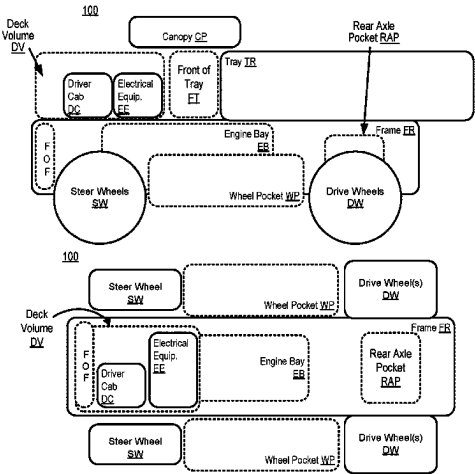 100
Deck
Volume
DV
Canopy CP
Rear Axle
Pocket RAP
Driver
Cab
DC
Electrical
Equip.
EE
Front of
Tray
FT
Tray TR
F
O
F
Engine Bay
EB
Frame FR
Steer Wheels
SW
Wheel Pocket WP
Drive Wheels
DW
100
Steer Wheel
SW
Wheel Pocket WP
Drive Wheel(s)
DW
Deck
Volume
DV
F
O
F
Driver
Cab
DC
Electrical
Equip.
EE
Engine Bay
EB
Frame FR
Rear Axle
Pocket
RAP
Steer Wheel
SW
Wheel Pocket WP
Drive Wheel(s)
DW